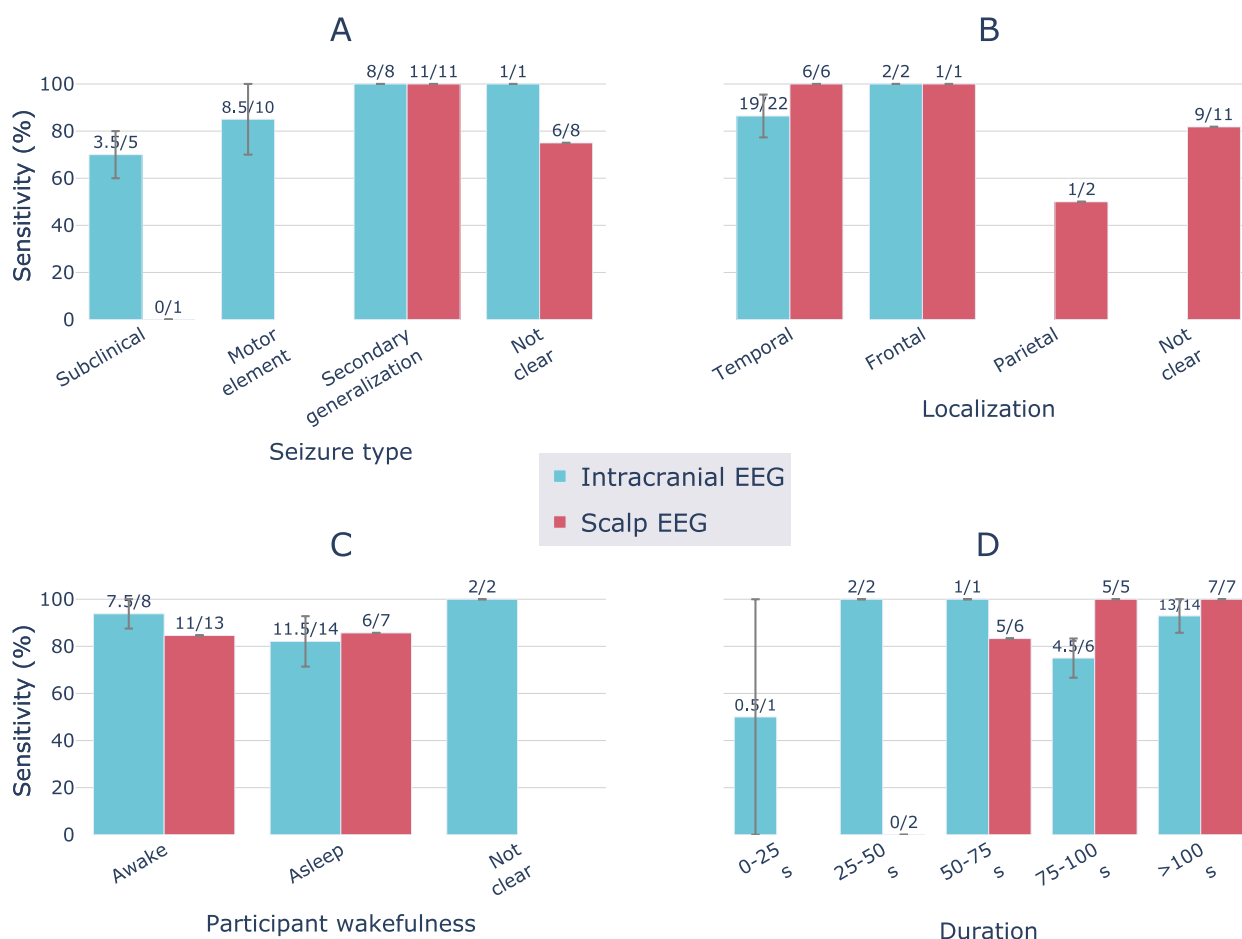 A
8/8 11/11 1/1
100
8.5/10
80
3.5/5
6/8
60
40
20
0/1
0
Sensitivity (%)
Subclinical
Motor
element
Secondary
generalization
Not
clear
Seizure type
B
6/6 2/2 1/1
19/22
9/11
1/2
Temporal
Frontal
Parietal
Not
clear
Localization
Intracranial EEG
Scalp EEG
C
2/2
100
7.5/8 11/13 11.5/14 6/7
80
60
40
20
0
Sensitivity (%)
Awake
Asleep
Not
clear
Participant wakefulness
D
2/2 1/1 5/5 7/7
13/14
5/6 4.5/6
0.5/1
0/2
0-25
s
25-50
s
50-75
s
75-100
s
>100
s
Duration